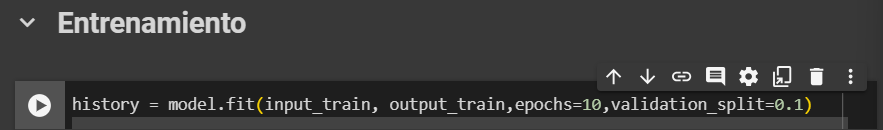 Entrenamiento
history = model.fit(input_train, output_train,epochs=10,validation_split=0.1)